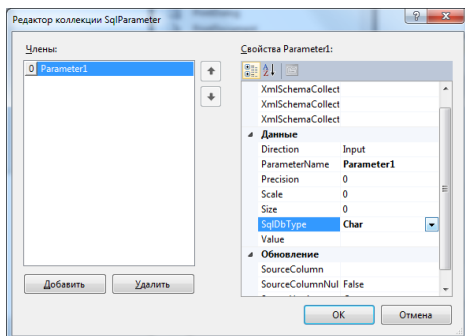 Редактор коллекции SqlParameter
Члены:
0 Parameter1
Добавить
Удалить
Свойства Parameter1:
XmlSchemaCollect
XmlSchemaCollect
XmlSchemaCollect
Данные
Direction Input
ParameterName Parameter1
Precision 0
Scale 0
Size 0
SqlDbType Char
Value
Обновление
SourceColumn
SourceColumnNul False
OK
Отмена